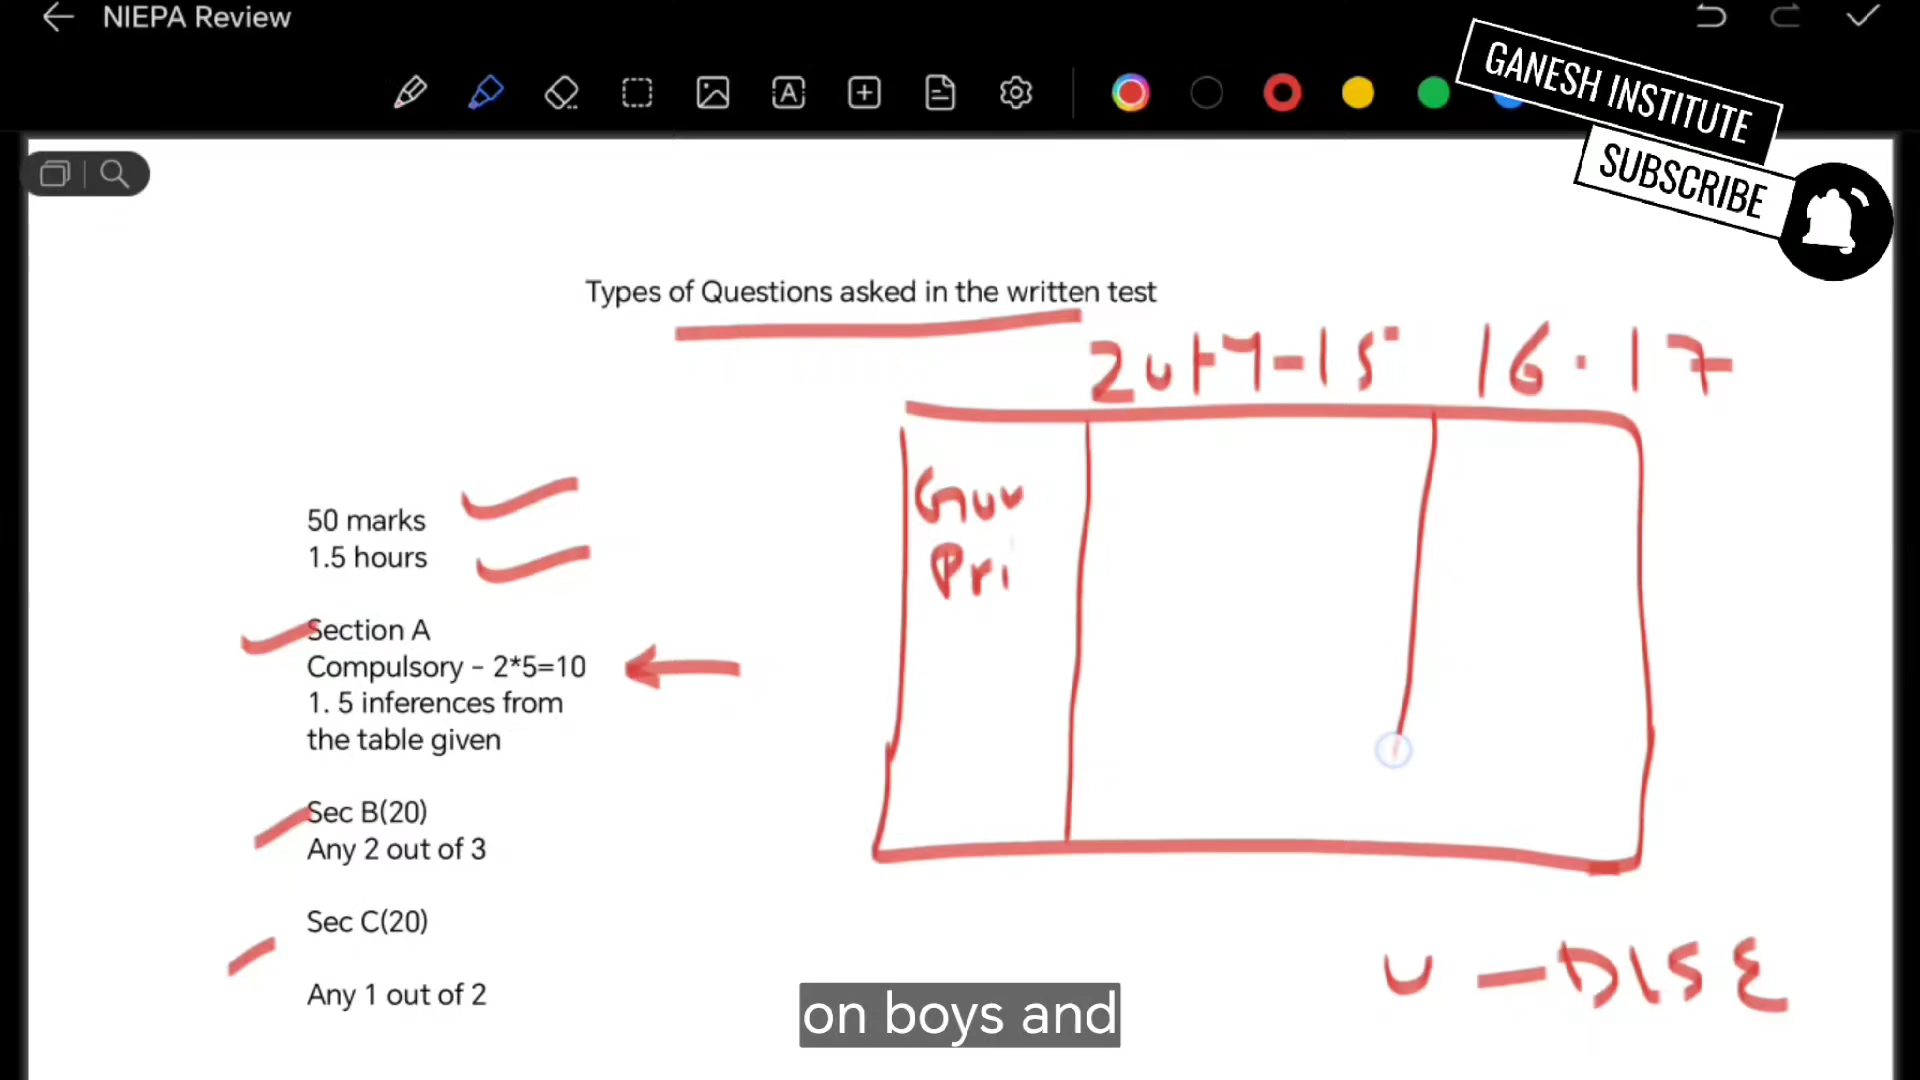 NIEPA Review
GANESH INSTITUTE
SUBSCRIBE
Types of Questions asked in the written test
2014-15 16-17
Guv
Pri
50 marks
1.5 hours
Section A
Compulsory - 2*5=10
1. 5 inferences from
the table given
Sec B(20)
Any 2 out of 3
Sec C(20)
Any 1 out of 2
U-DISE
on boys and